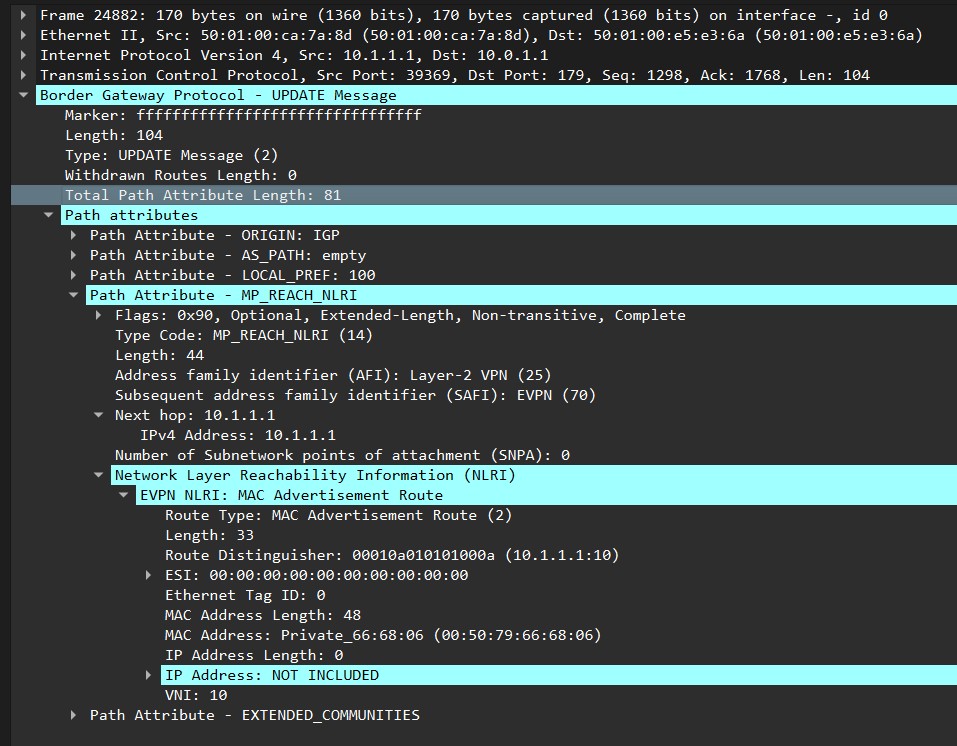 Frame 24882: 170 bytes on wire (1360 bits), 170 bytes captured (1360 bits) on interface -, id 0
Ethernet II, Src: 50:01:00:ca:7a:8d (50:01:00:ca:7a:8d), Dst: 50:01:00:e5:e3:6a (50:01:00:e5:e3:6a)
Internet Protocol Version 4, Src: 10.1.1.1, Dst: 10.0.1.1
Transmission Control Protocol, Src Port: 39369, Dst Port: 179, Seq: 1298, Ack: 1768, Len: 104
Border Gateway Protocol - UPDATE Message
Marker: ffffffffffffffffffffffffffffffff
Length: 104
Type: UPDATE Message (2)
Withdrawn Routes Length: 0
Total Path Attribute Length: 81
Path attributes
Path Attribute - ORIGIN: IGP
Path Attribute - AS_PATH: empty
Path Attribute - LOCAL_PREF: 100
Path Attribute - MP_REACH_NLRI
Flags: 0x90, Optional, Extended-Length, Non-transitive, Complete
Type Code: MP_REACH_NLRI (14)
Length: 44
Address family identifier (AFI): Layer-2 VPN (25)
Subsequent address family identifier (SAFI): EVPN (70)
Next hop: 10.1.1.1
IPv4 Address: 10.1.1.1
Number of Subnetwork points of attachment (SNPA): 0
Network Layer Reachability Information (NLRI)
EVPN NLRI: MAC Advertisement Route
Route Type: MAC Advertisement Route (2)
Length: 33
Route Distinguisher: 00010a010101000a (10.1.1.1:10)
ESI: 00:00:00:00:00:00:00:00:00:00
Ethernet Tag ID: 0
MAC Address Length: 48
MAC Address: Private_66:68:06 (00:50:79:66:68:06)
IP Address Length: 0
IP Address: NOT INCLUDED
VNI: 10
Path Attribute - EXTENDED_COMMUNITIES